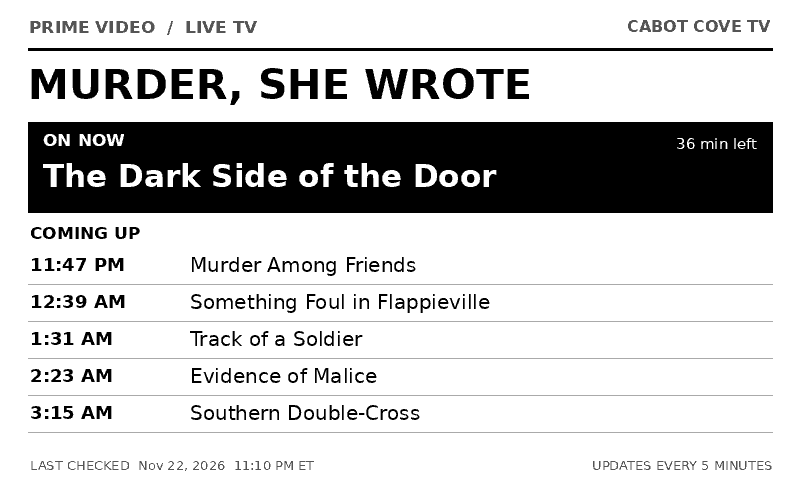 PRIME VIDEO / LIVE TV
CABOT COVE TV
MURDER, SHE WROTE
ON NOW
36 min left
The Dark Side of the Door
COMING UP
11:47 PM Murder Among Friends
12:39 AM Something Foul in Flappieville
1:31 AM Track of a Soldier
2:23 AM Evidence of Malice
3:15 AM Southern Double-Cross
LAST CHECKED Nov 22, 2026 11:10 PM ET
UPDATES EVERY 5 MINUTES